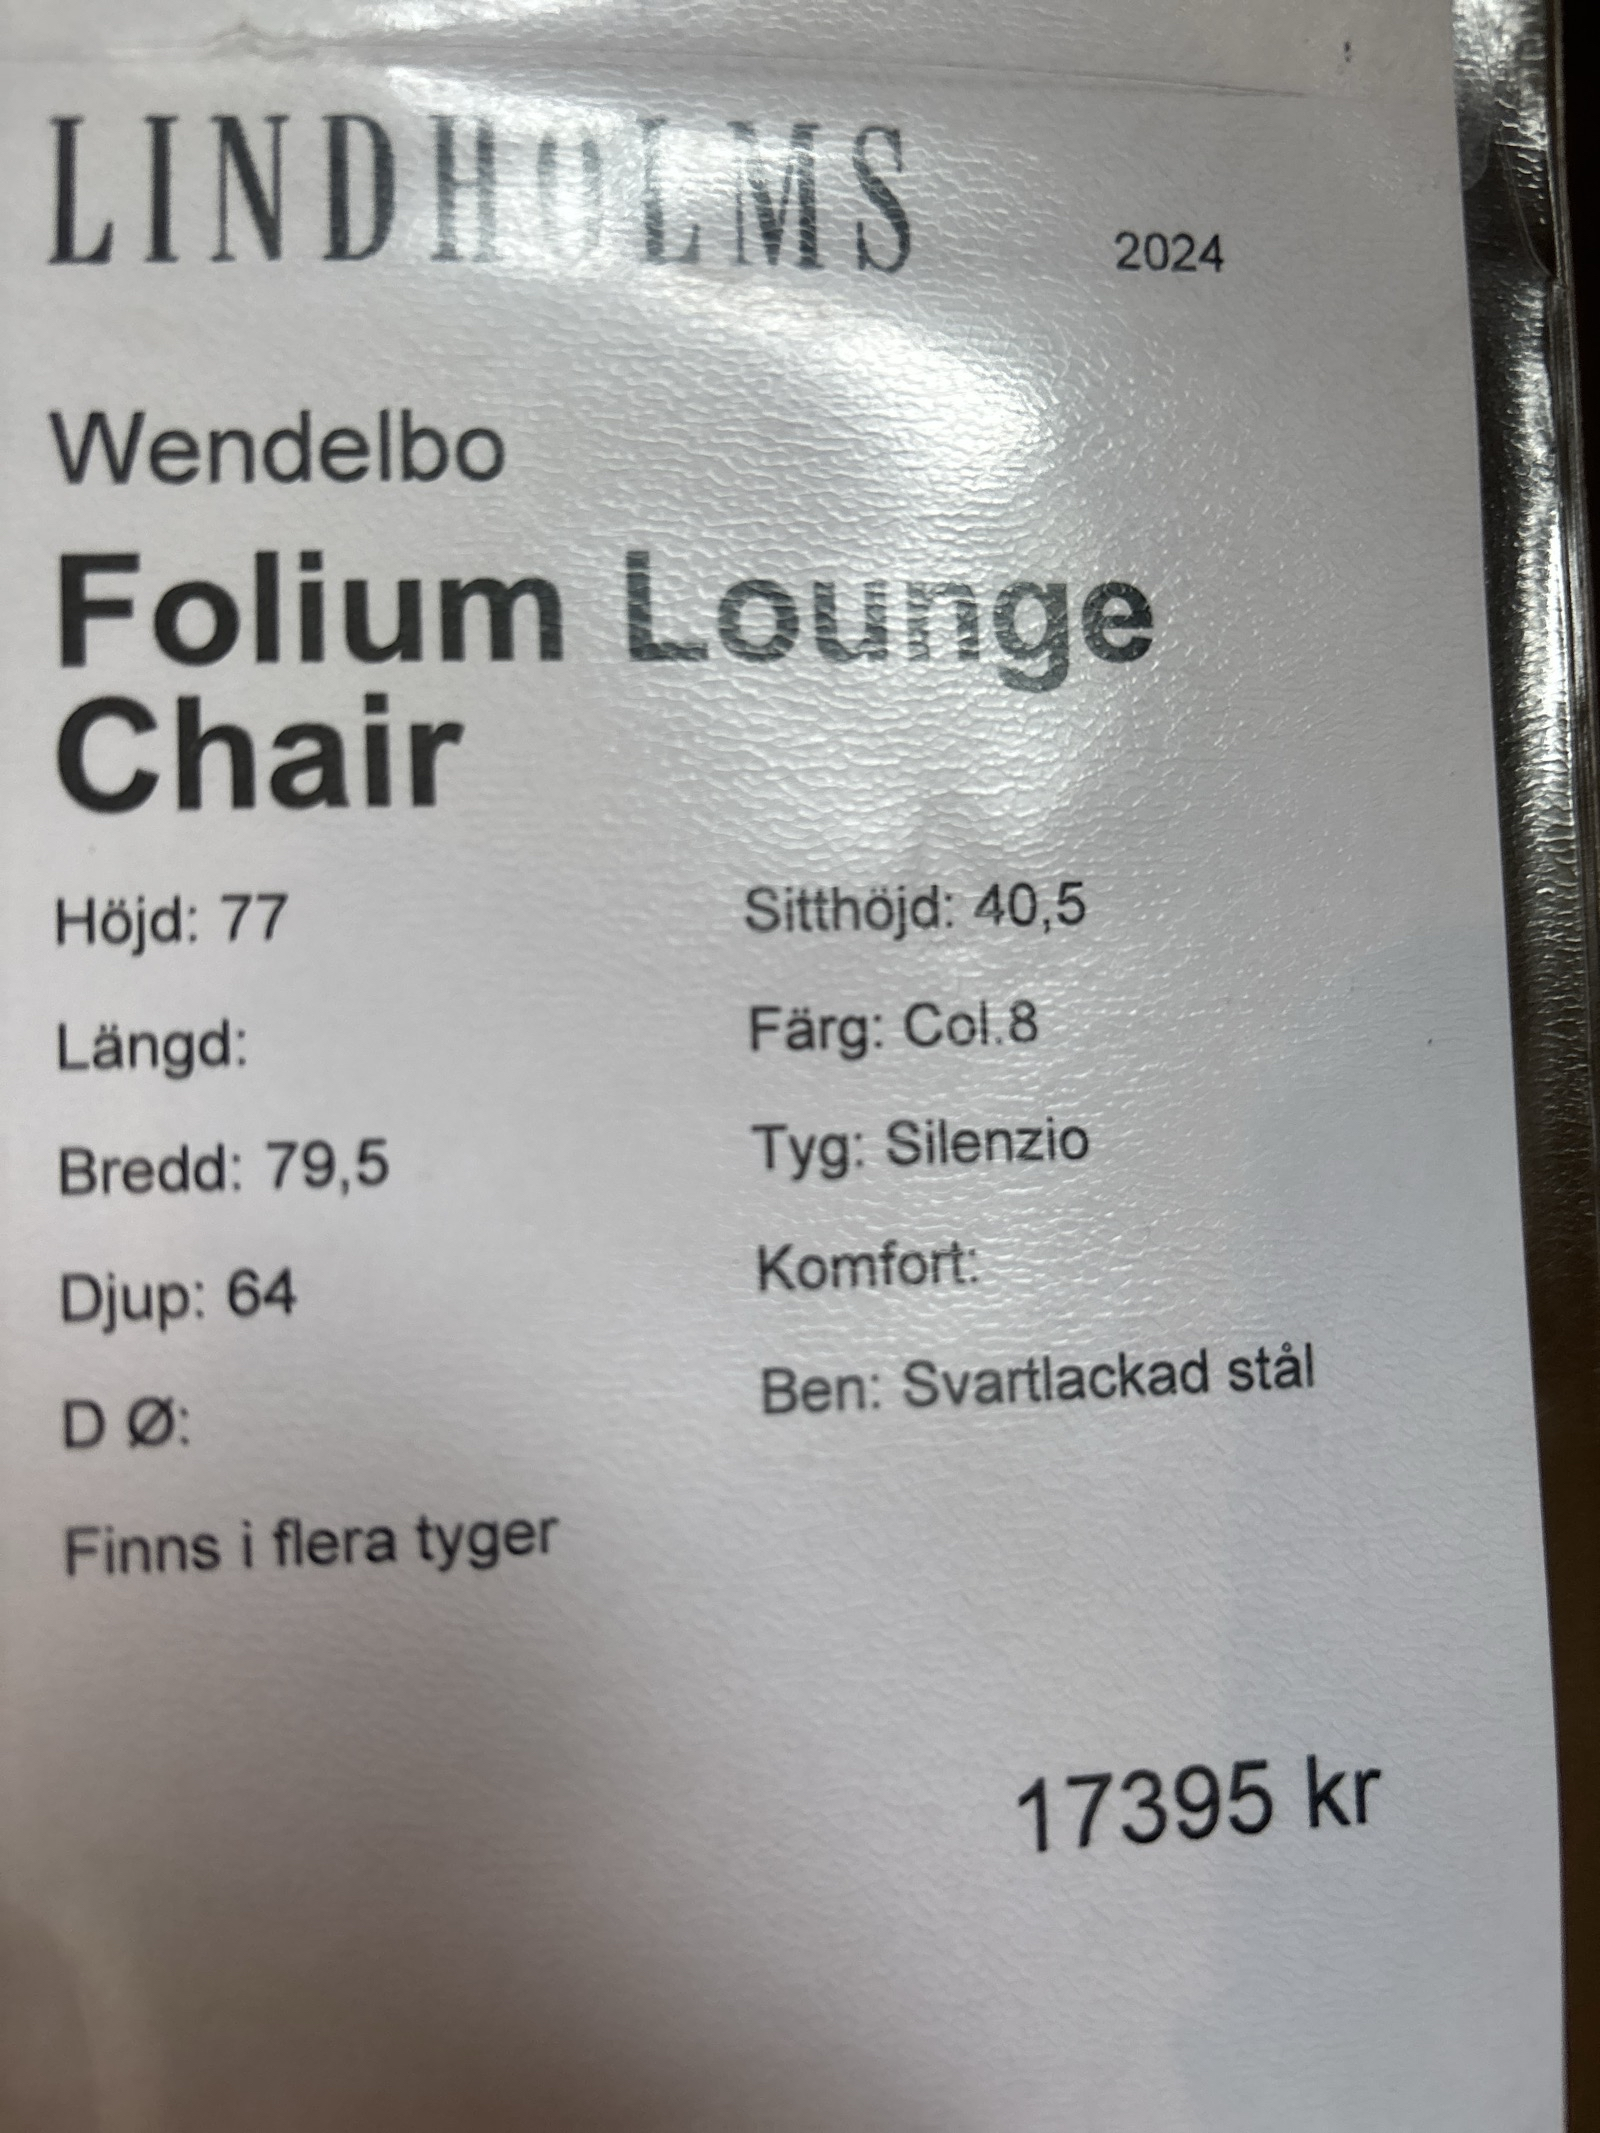 LINDHOLMS 2024
Wendelbo
Folium Lounge
Chair
Höjd: 77
Längd:
Bredd: 79,5
Djup: 64
D Ø:
Finns i flera tyger
Sitthöjd: 40,5
Färg: Col.8
Tyg: Silenzio
Komfort:
Ben: Svartlackad stål
17395 kr